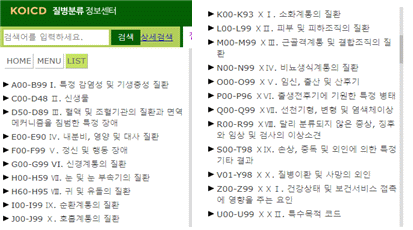 KOICD 질병분류 정보센터
검색어를 입력하세요.
검색
상세검색
HOME
MENU
LIST
▶ A00-B99 Ⅰ. 특정 감염성 및 기생충성 질환
▶ C00-D48 Ⅱ. 신생물
▶ D50-D89 Ⅲ. 혈액 및 조혈기관의 질환과 면역
메커니즘을 침범한 특정 장애
▶ E00-E90 Ⅳ. 내분비, 영양 및 대사 질환
▶ F00-F99 Ⅴ. 정신 및 행동 장애
▶ G00-G99 Ⅵ. 신경계통의 질환
▶ H00-H59 Ⅶ. 눈 및 눈 부속기의 질환
▶ H60-H95 Ⅷ. 귀 및 유돌의 질환
▶ I00-I99 Ⅸ. 순환계통의 질환
▶ J00-J99 Ⅹ. 호흡계통의 질환
▶ K00-K93 ⅩⅠ. 소화계통의 질환
▶ L00-L99 ⅩⅡ. 피부 및 피하조직의 질환
▶ M00-M99 ⅩⅢ. 근골격계통 및 결합조직의 질
환
▶ N00-N99 ⅩⅣ. 비뇨생식계통의 질환
▶ O00-O99 ⅩⅤ. 임신, 출산 및 산후기
▶ P00-P96 ⅩⅥ. 출생전후기에 기원한 특정 병태
▶ Q00-Q99 ⅩⅦ. 선천기형, 변형 및 염색체이상
▶ R00-R99 ⅩⅧ. 달리 분류되지 않은 증상, 징후
와 임상 및 검사의 이상소견
▶ S00-T98 ⅩⅨ. 손상, 중독 및 외인에 의한 특정
기타 결과
▶ V01-Y98 ⅩⅩ. 질병이환 및 사망의 외인
▶ Z00-Z99 ⅩⅩⅠ. 건강상태 및 보건서비스 접촉
에 영향을 주는 요인
▶ U00-U99 ⅩⅩⅡ. 특수목적 코드